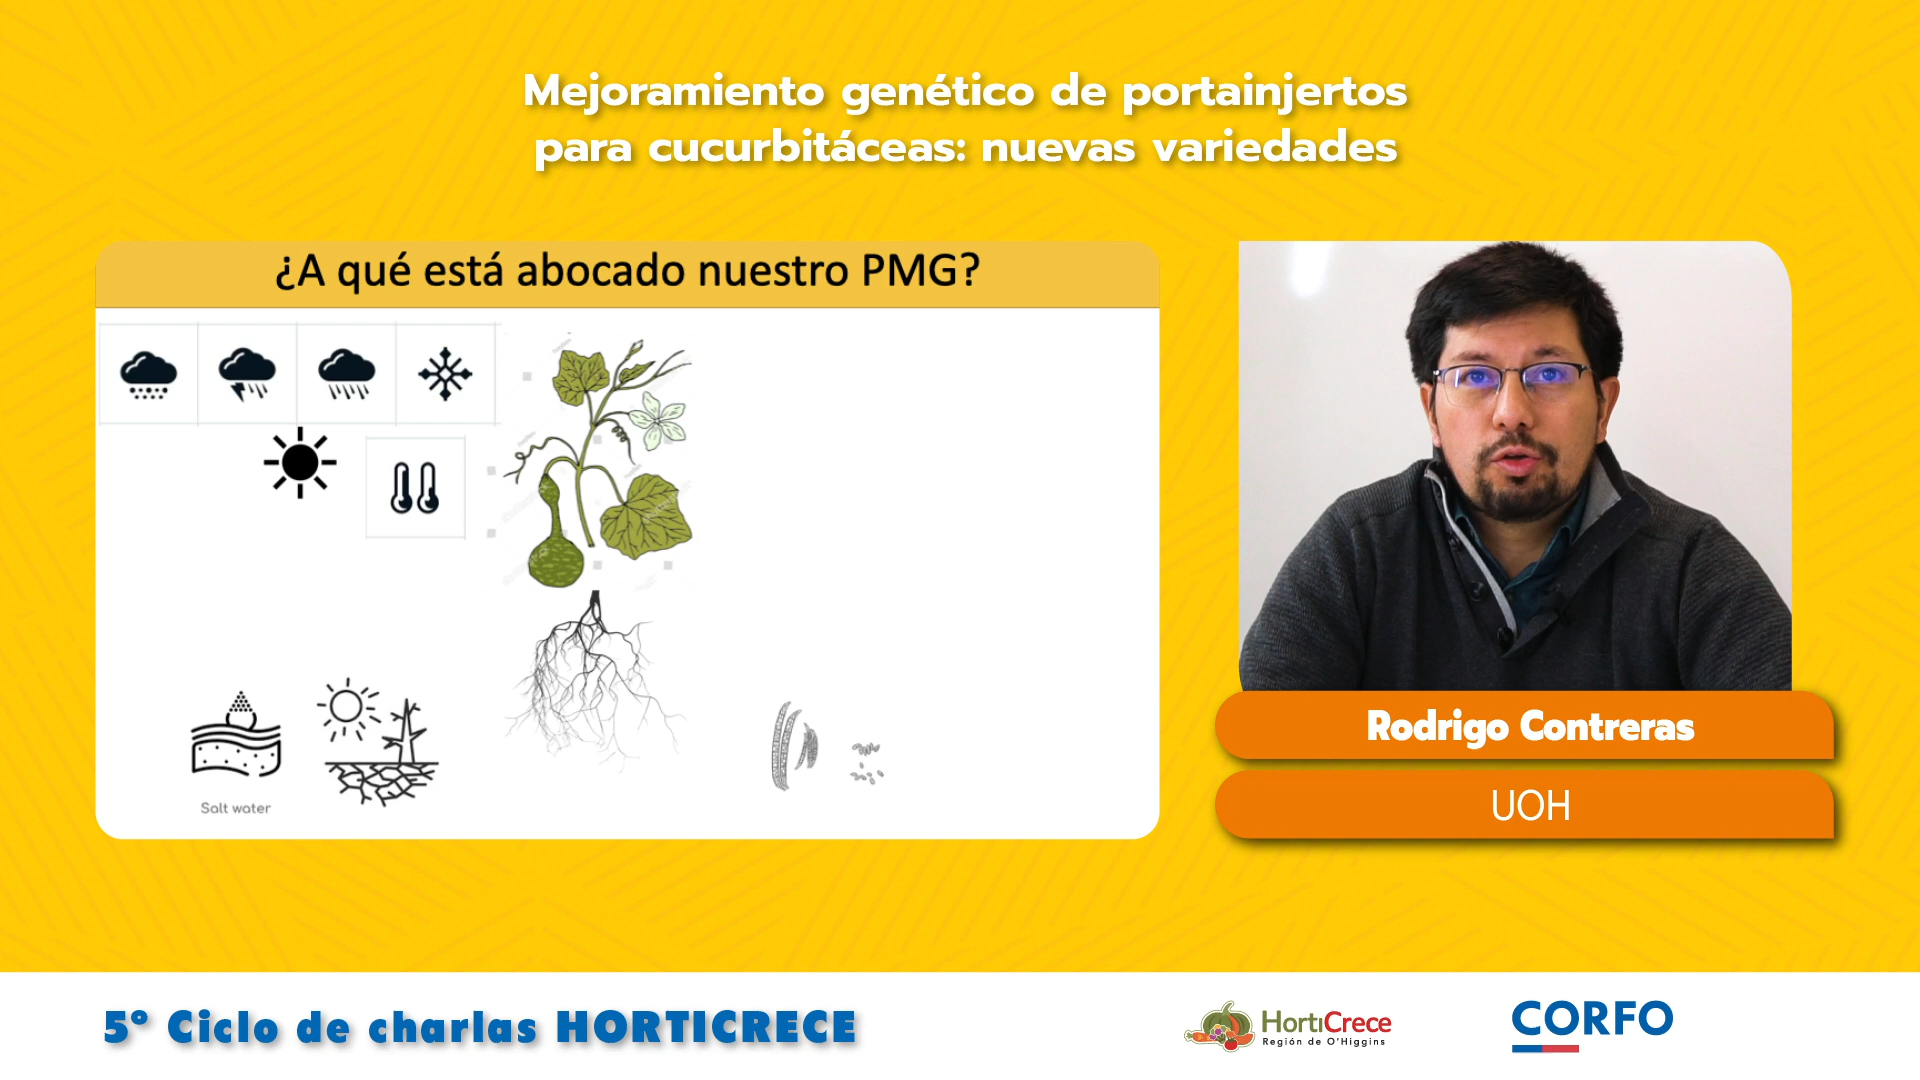 Mejoramiento genético de portainjertos
para cucurbitáceas: nuevas variedades
¿A qué está abocado nuestro PMG?
Salt water
Rodrigo Contreras
UOH
5º Ciclo de charlas HORTICRECE
HortiCrece
Región de O'Higgins
CORFO